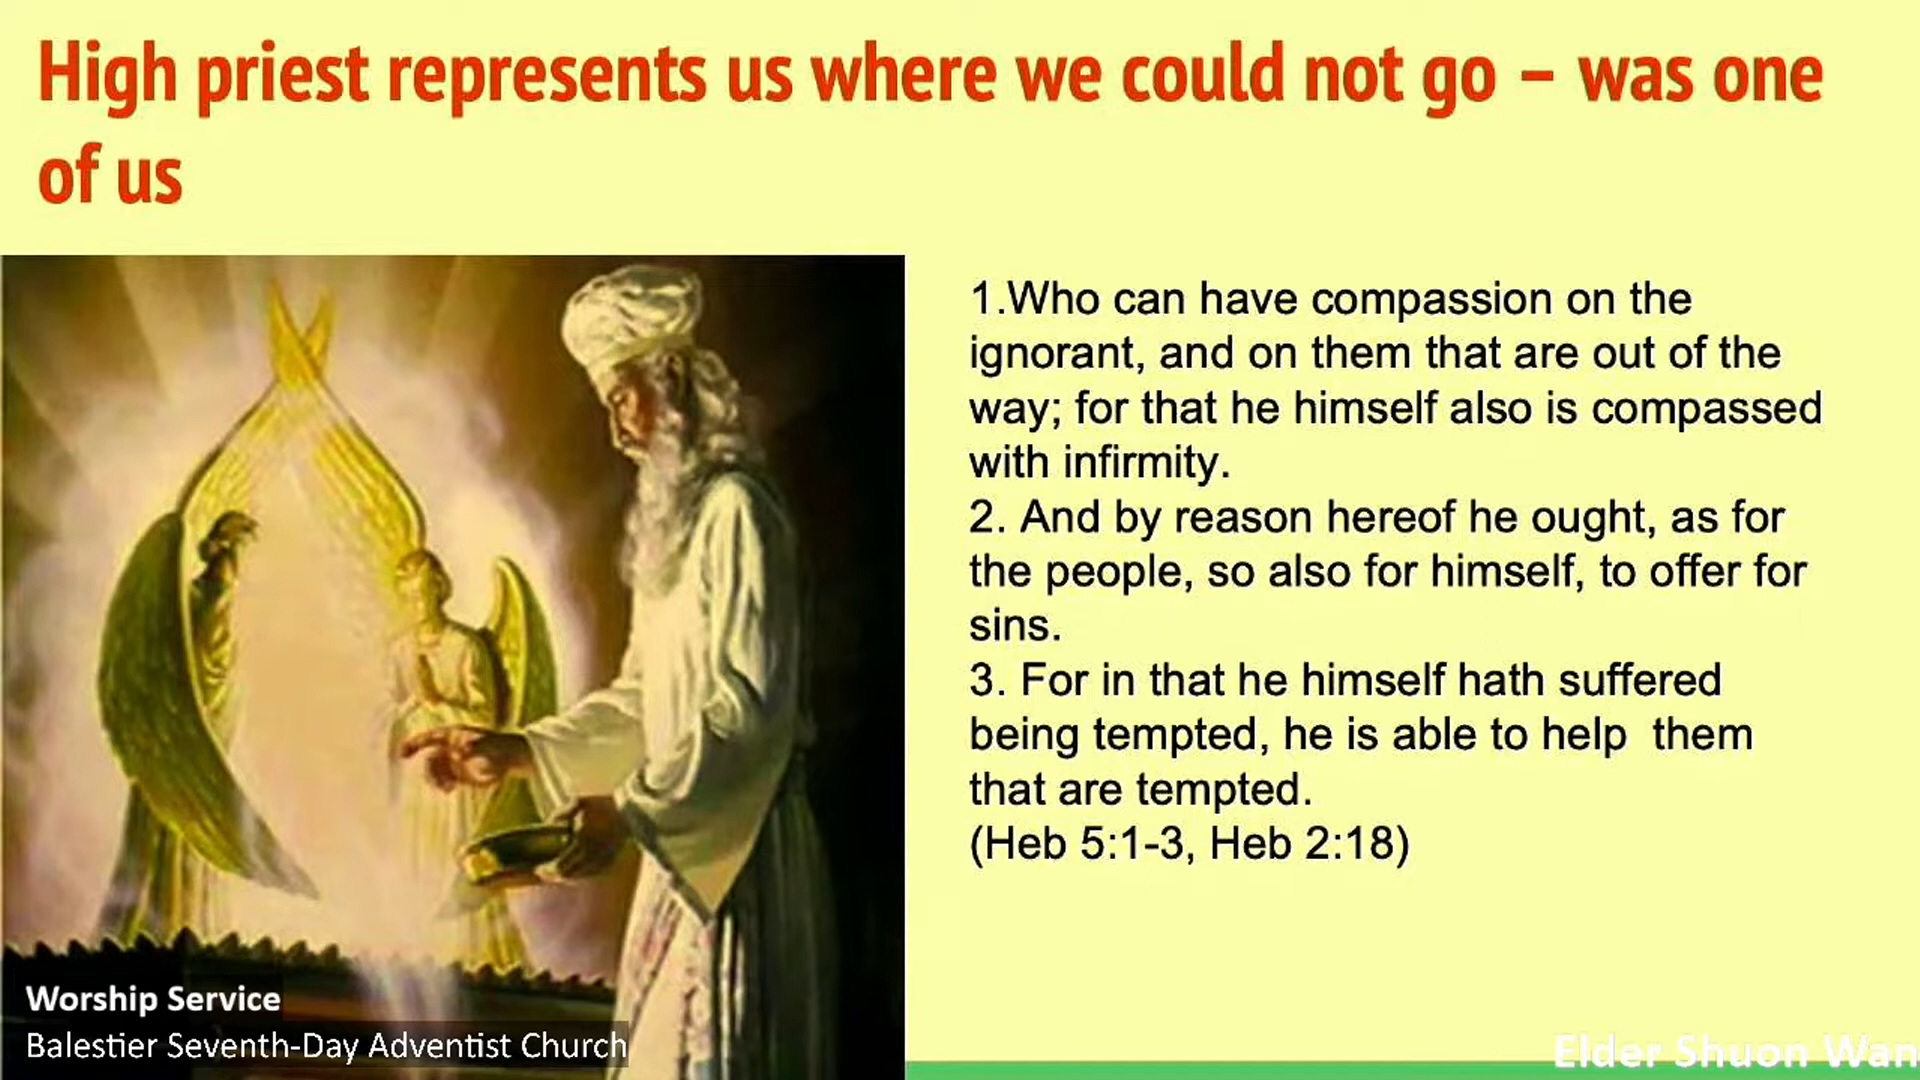 High priest represents us where we could not go – was one
of us
1.Who can have compassion on the
ignorant, and on them that are out of the
way; for that he himself also is compassed
with infirmity.
2. And by reason hereof he ought, as for
the people, so also for himself, to offer for
sins.
3. For in that he himself hath suffered
being tempted, he is able to help  them
that are tempted.
(Heb 5:1-3, Heb 2:18)
Worship Service
Balestier Seventh-Day Adventist Church
Elder Shuon Wan